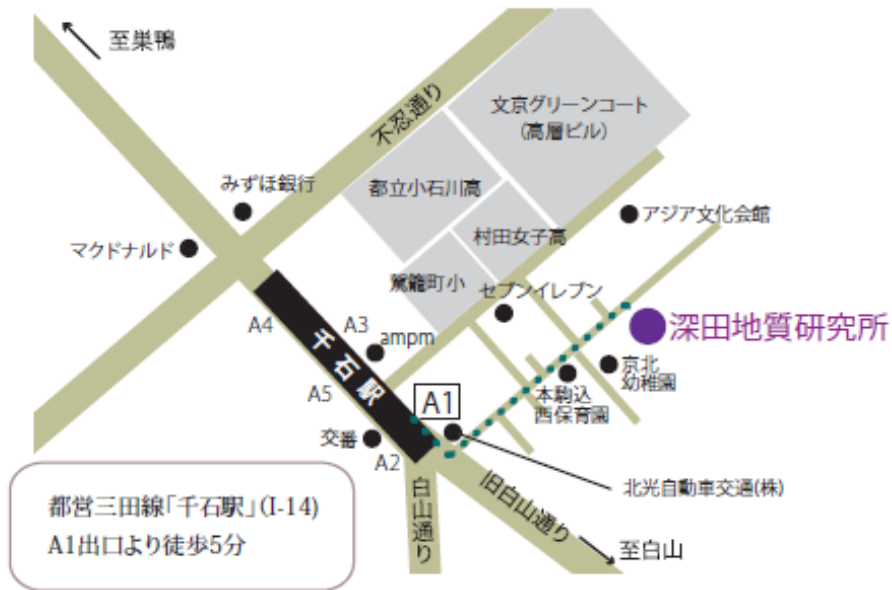 至巣鴨
不忍通り
文京グリーンコート
(高層ビル)
都立小石川高
みずほ銀行
村田女子高
アジア文化会館
マクドナルド
駕籠町小
セブンイレブン
深田地質研究所
A4
A3
ampm
千石駅
京北
幼稚園
A5
A1
本駒込
西保育園
交番
A2
北光自動車交通(株)
白山通り
旧白山通り
至白山
都営三田線「千石駅」(I-14)
A1出口より徒歩5分